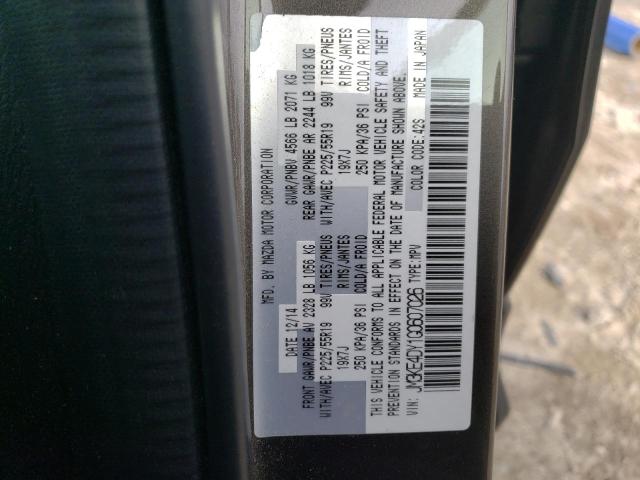 MFD. BY MAZDA MOTOR CORPORATION
DATE 12/14 GVWR/PNBV 4566 LB 2071 KG
FRONT GAWR/PNBE AV 2328 LB 1056 KG REAR GAWR/PNBE AR 2244 LB 1018 KG
WITH/AVEC P225/55R19 99V TIRES/PNEUS WITH/AVEC P225/55R19 99V TIRES/PNEUS
19X7J RIMS/JANTES 19X7J RIMS/JANTES
250 KPA/36 PSI COLD/A FROID 250 KPA/36 PSI COLD/A FROID
THIS VEHICLE CONFORMS TO ALL APPLICABLE FEDERAL MOTOR VEHICLE SAFETY AND THEFT
PREVENTION STANDARDS IN EFFECT ON THE DATE OF MANUFACTURE SHOWN ABOVE.
VIN: JM3KE4DY1G0607026 TYPE: MPV COLOR CODE: 42S MADE IN JAPAN